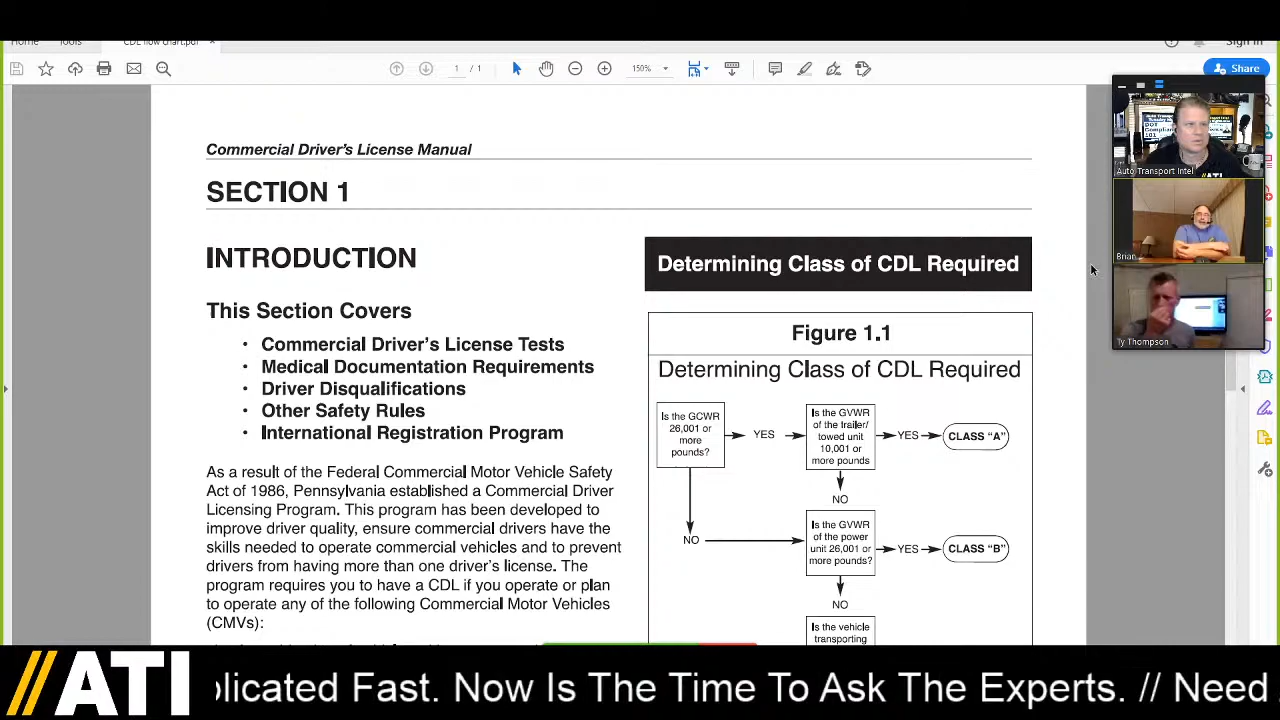 Home Tools CDL flow chart.pdf × Sign In
1 / 1 150% Share
Commercial Driver's License Manual
SECTION 1
INTRODUCTION
This Section Covers
• Commercial Driver's License Tests
• Medical Documentation Requirements
• Driver Disqualifications
• Other Safety Rules
• International Registration Program
As a result of the Federal Commercial Motor Vehicle Safety
Act of 1986, Pennsylvania established a Commercial Driver
Licensing Program. This program has been developed to
improve driver quality, ensure commercial drivers have the
skills needed to operate commercial vehicles and to prevent
drivers from having more than one driver's license. The
program requires you to have a CDL if you operate or plan
to operate any of the following Commercial Motor Vehicles
(CMVs):
Determining Class of CDL Required
Figure 1.1
Determining Class of CDL Required
Is the GCWR
26,001 or
more
pounds?
YES
Is the GVWR
of the trailer/
towed unit
10,001 or
more pounds
YES
CLASS "A"
NO
NO
Is the GVWR
of the power
unit 26,001 or
more pounds?
YES
CLASS "B"
NO
Is the vehicle
transporting
Auto Transport Intel
Brian
Ty Thompson
//ATI
plicated Fast. Now Is The Time To Ask The Experts. // Need